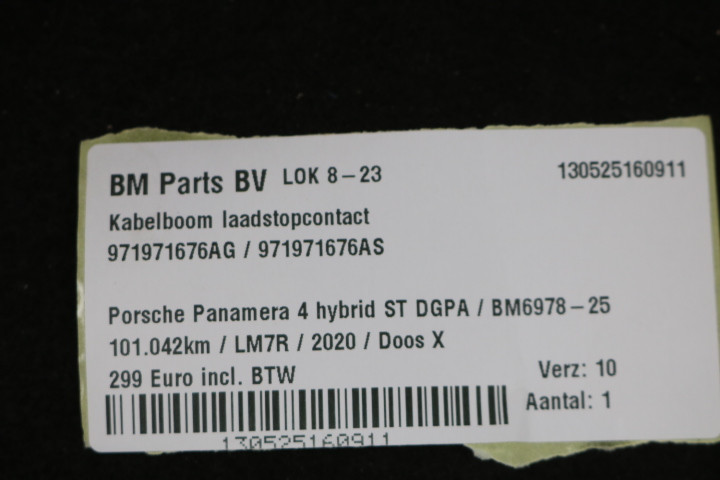 BM Parts BV LOK 8-23 130525160911
Kabelboom laadstopcontact
971971676AG / 971971676AS
Porsche Panamera 4 hybrid ST DGPA / BM6978-25
101.042km / LM7R / 2020 / Doos X
299 Euro incl. BTW Verz: 10
Aantal: 1
130525160911